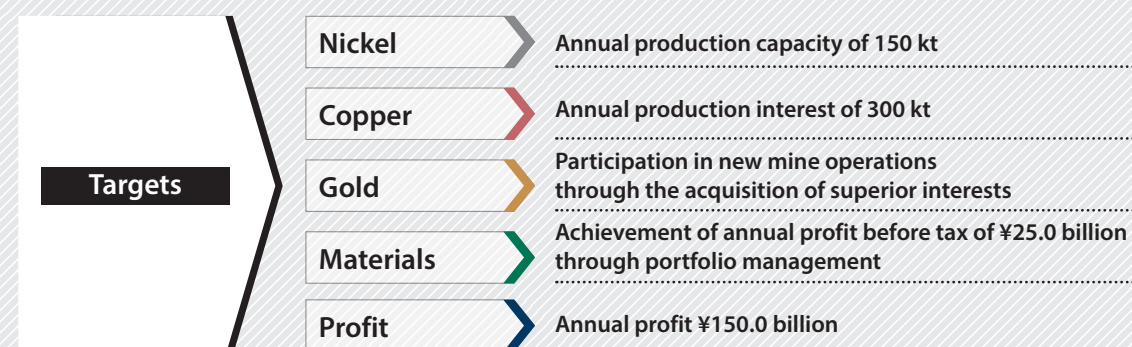 Targets
Nickel
Annual production capacity of 150 kt
Copper
Annual production interest of 300 kt
Gold
Participation in new mine operations
through the acquisition of superior interests
Materials
Achievement of annual profit before tax of ¥25.0 billion
through portfolio management
Profit
Annual profit ¥150.0 billion